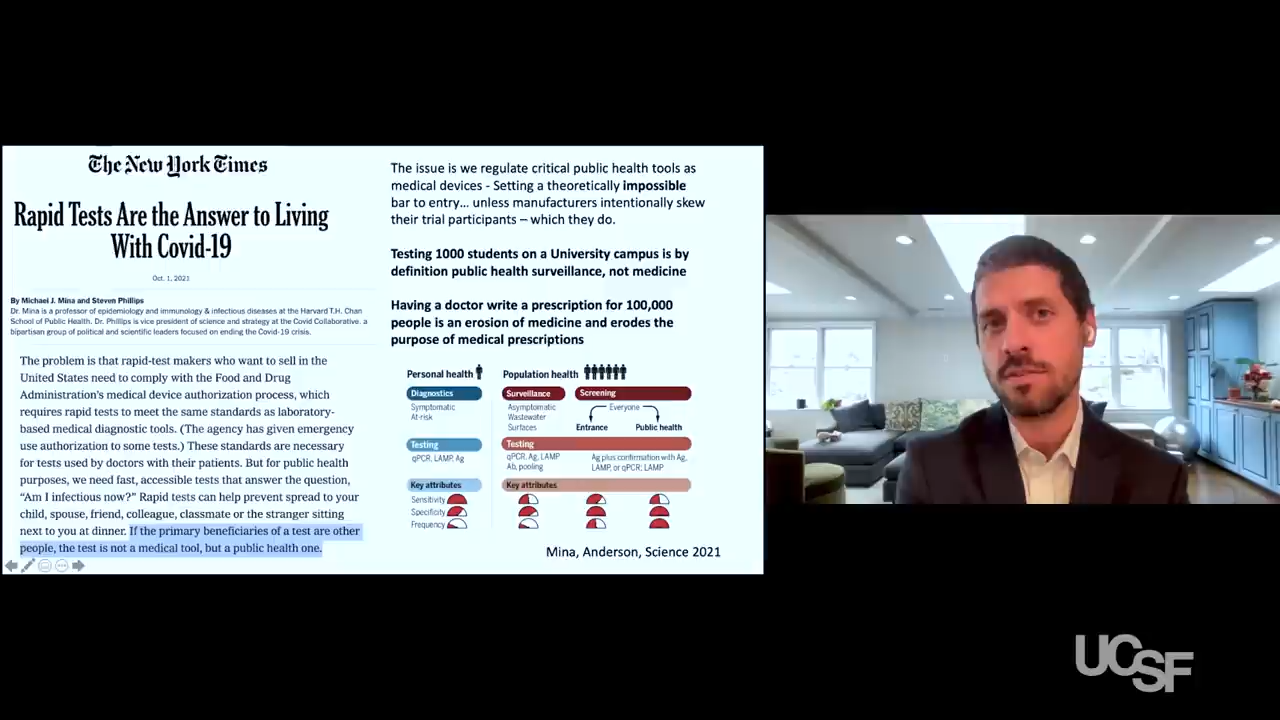 The New York Times
Rapid Tests Are the Answer to Living
With Covid-19
Oct. 1, 2021
By Michael J. Mina and Steven Phillips
Dr. Mina is a professor of epidemiology and immunology & infectious diseases at the Harvard T.H. Chan
School of Public Health. Dr. Phillips is vice president of science and strategy at the Covid Collaborative, a
bipartisan group of political and scientific leaders focused on ending the Covid-19 crisis.
The problem is that rapid-test makers who want to sell in the
United States need to comply with the Food and Drug
Administration's medical device authorization process, which
requires rapid tests to meet the same standards as laboratory-
based medical diagnostic tools. (The agency has given emergency
use authorization to some tests.) These standards are necessary
for tests used by doctors with their patients. But for public health
purposes, we need fast, accessible tests that answer the question,
“Am I infectious now?” Rapid tests can help prevent spread to your
child, spouse, friend, colleague, classmate or the stranger sitting
next to you at dinner. If the primary beneficiaries of a test are other
people, the test is not a medical tool, but a public health one.
The issue is we regulate critical public health tools as
medical devices - Setting a theoretically impossible
bar to entry… unless manufacturers intentionally skew
their trial participants – which they do.
Testing 1000 students on a University campus is by
definition public health surveillance, not medicine
Having a doctor write a prescription for 100,000
people is an erosion of medicine and erodes the
purpose of medical prescriptions
Personal health
Population health
Diagnostics
Surveillance
Screening
Symptomatic
At-risk
Asymptomatic
Wastewater
Surfaces
Everyone
Entrance
Public health
Testing
Testing
qPCR, LAMP, Ag
qPCR, Ag, LAMP
Ab, pooling
Ag plus confirmation with Ag,
LAMP, or qPCR; LAMP
Key attributes
Key attributes
Sensitivity
Specificity
Frequency
Mina, Anderson, Science 2021
UCSF